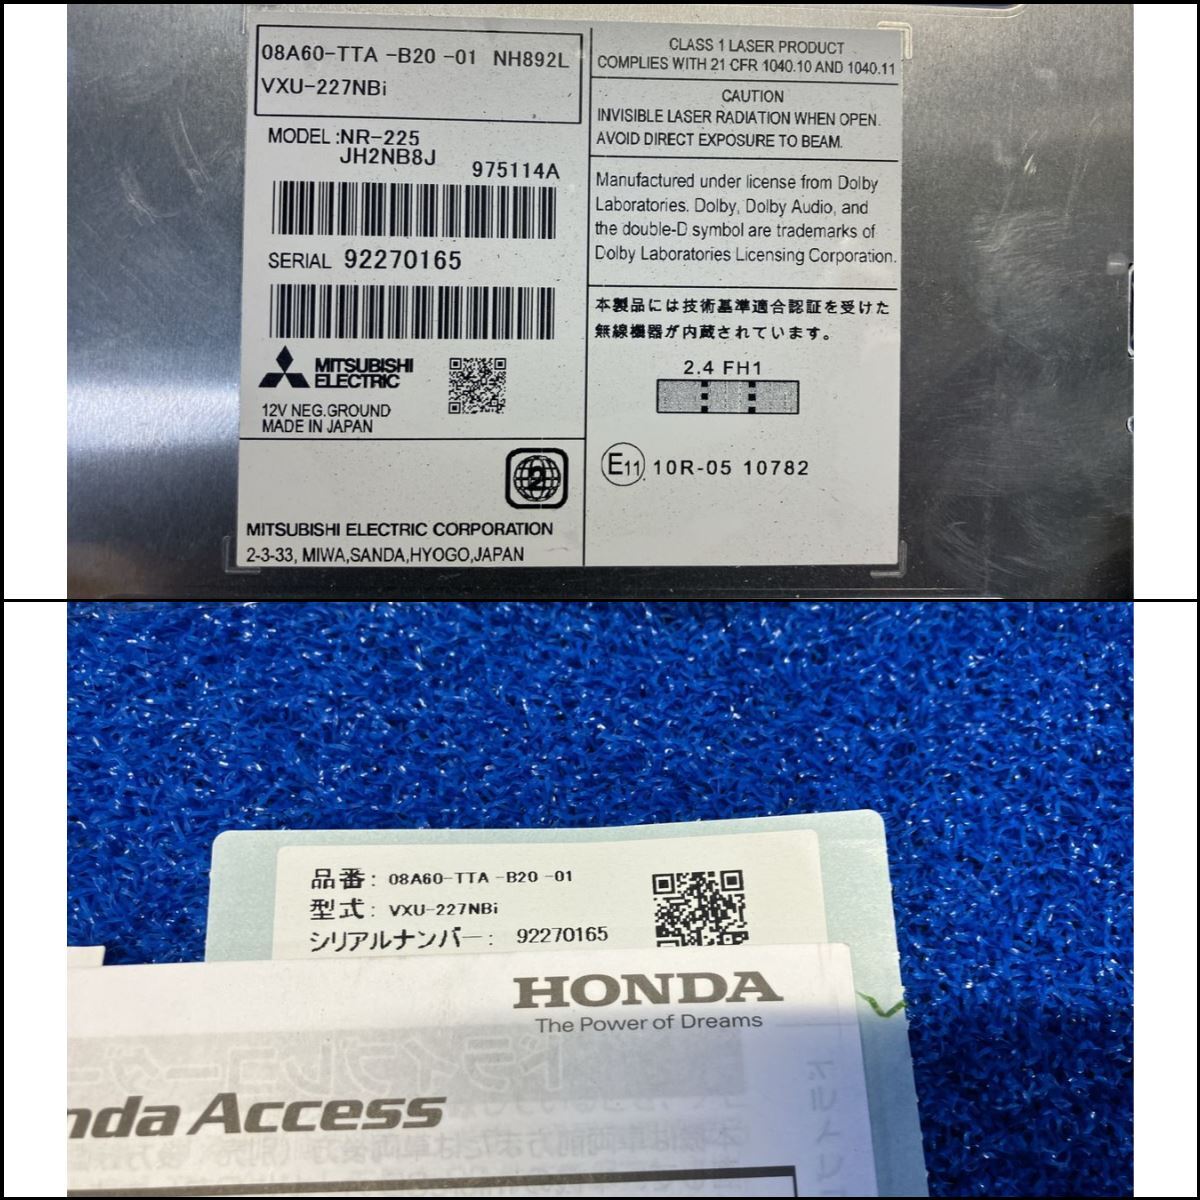 08A60-TTA -B20 -01 NH892L
VXU-227NBi
MODEL:NR-225
JH2NB8J
975114A
SERIAL 92270165
MITSUBISHI
ELECTRIC
12V NEG.GROUND
MADE IN JAPAN
2
MITSUBISHI ELECTRIC CORPORATION
2-3-33, MIWA,SANDA,HYOGO,JAPAN
CLASS 1 LASER PRODUCT
COMPLIES WITH 21 CFR 1040.10 AND 1040.11
CAUTION
INVISIBLE LASER RADIATION WHEN OPEN.
AVOID DIRECT EXPOSURE TO BEAM.
Manufactured under license from Dolby
Laboratories. Dolby, Dolby Audio, and
the double-D symbol are trademarks of
Dolby Laboratories Licensing Corporation.
本製品には技術基準適合認証を受けた
無線機器が内蔵されています。
2.4 FH1
E11 10R-05 10782
品番: 08A60-TTA -B20 -01
型式: VXU-227NBi
シリアルナンバー: 92270165
HONDA
The Power of Dreams
nda Access